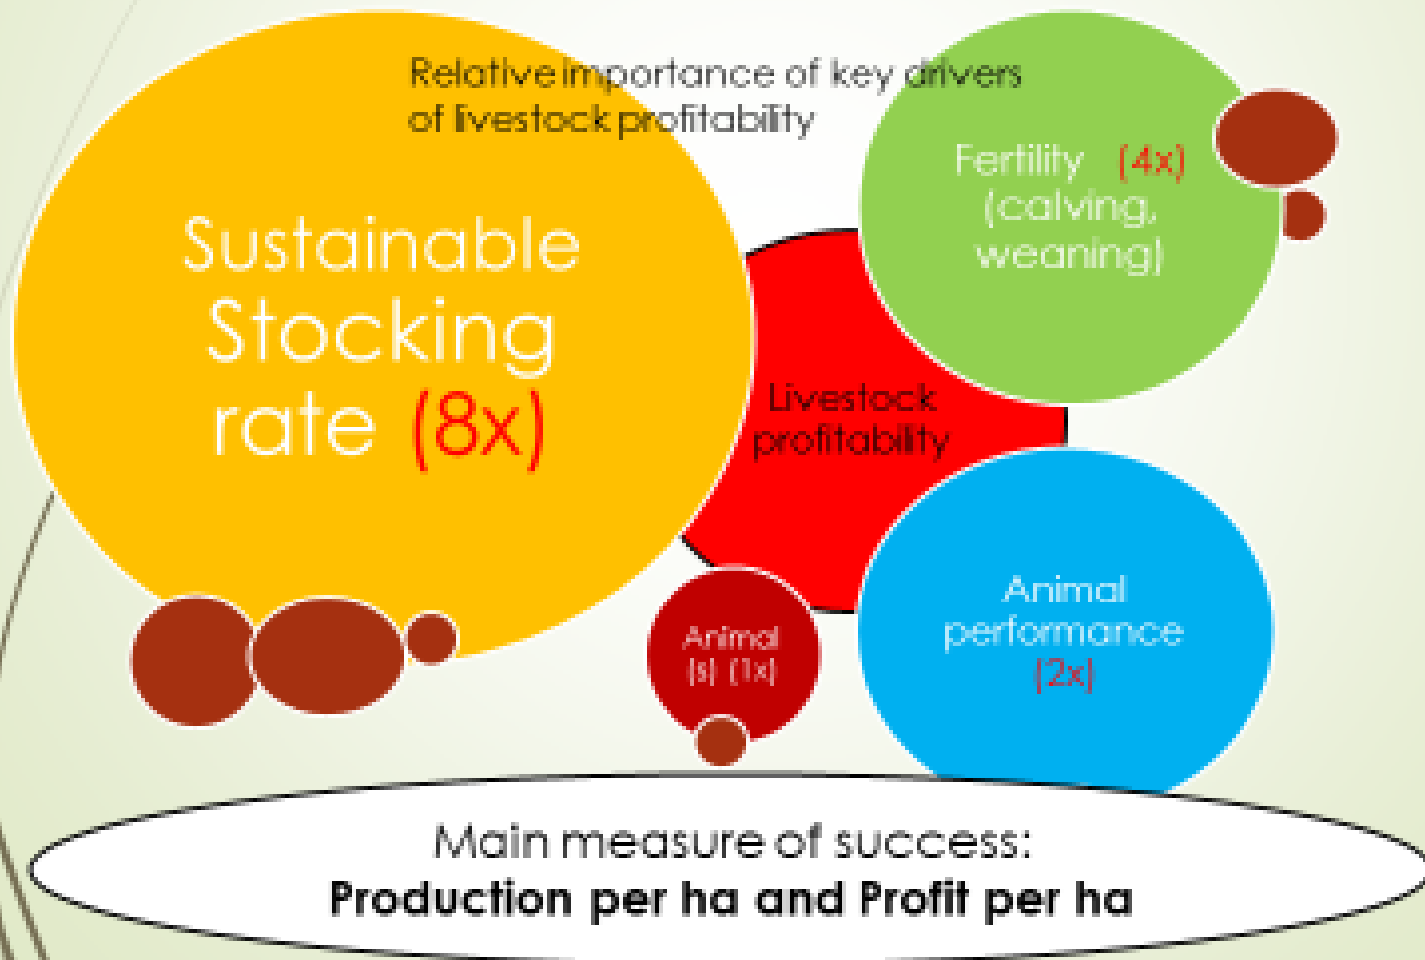 Relative importance of key drivers
of livestock profitability
Sustainable
Stocking
rate (8x)
Fertility (4x)
(calving,
weaning)
Livestock
profitability
Animal
performance
(2x)
Animal
(s) (1x)
Main measure of success:
Production per ha and Profit per ha